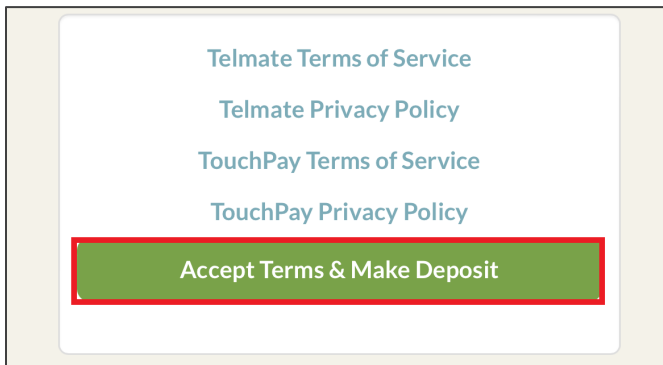 Telmate Terms of Service
Telmate Privacy Policy
TouchPay Terms of Service
TouchPay Privacy Policy
Accept Terms & Make Deposit